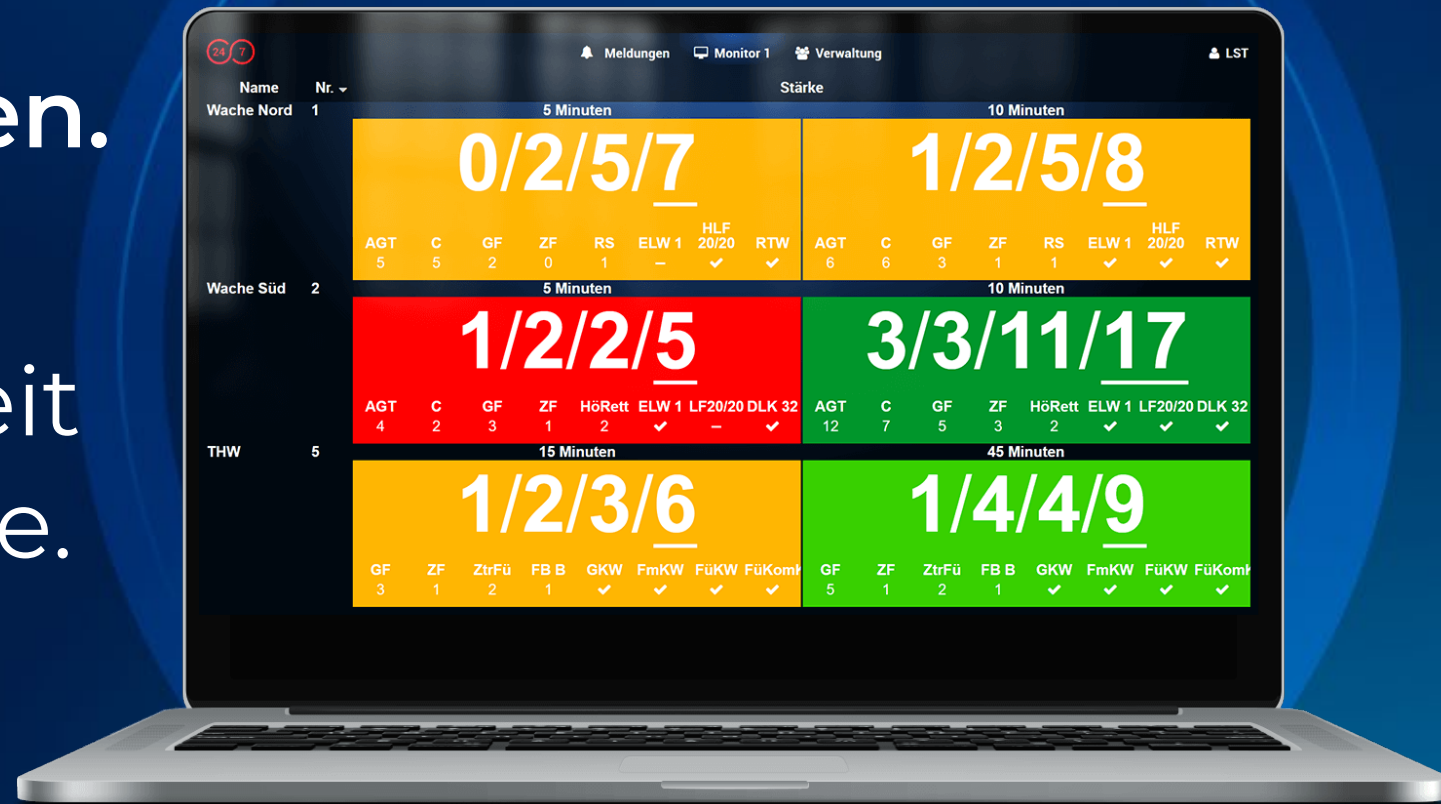 en.
eit
e.
24/7
Meldungen Monitor 1 Verwaltung LST
Name Nr. Stärke
Wache Nord 1 5 Minuten 10 Minuten
0/2/5/7 1/2/5/8
AGT C GF ZF RS ELW 1 HLF 20/20 RTW AGT C GF ZF RS ELW 1 HLF 20/20 RTW
5 5 2 0 1 – ✓ ✓ 6 6 3 1 1 ✓ ✓ ✓
Wache Süd 2 5 Minuten 10 Minuten
1/2/2/5 3/3/11/17
AGT C GF ZF HöRett ELW 1 LF20/20 DLK 32 AGT C GF ZF HöRett ELW 1 LF20/20 DLK 32
4 2 3 1 2 ✓ – ✓ 12 7 5 3 2 ✓ ✓ ✓
THW 5 15 Minuten 45 Minuten
1/2/3/6 1/4/4/9
GF ZF ZtrFü FB B GKW FmKW FüKW FüKomK GF ZF ZtrFü FB B GKW FmKW FüKW FüKomK
3 1 2 1 ✓ ✓ ✓ ✓ 5 1 2 1 ✓ ✓ ✓ ✓